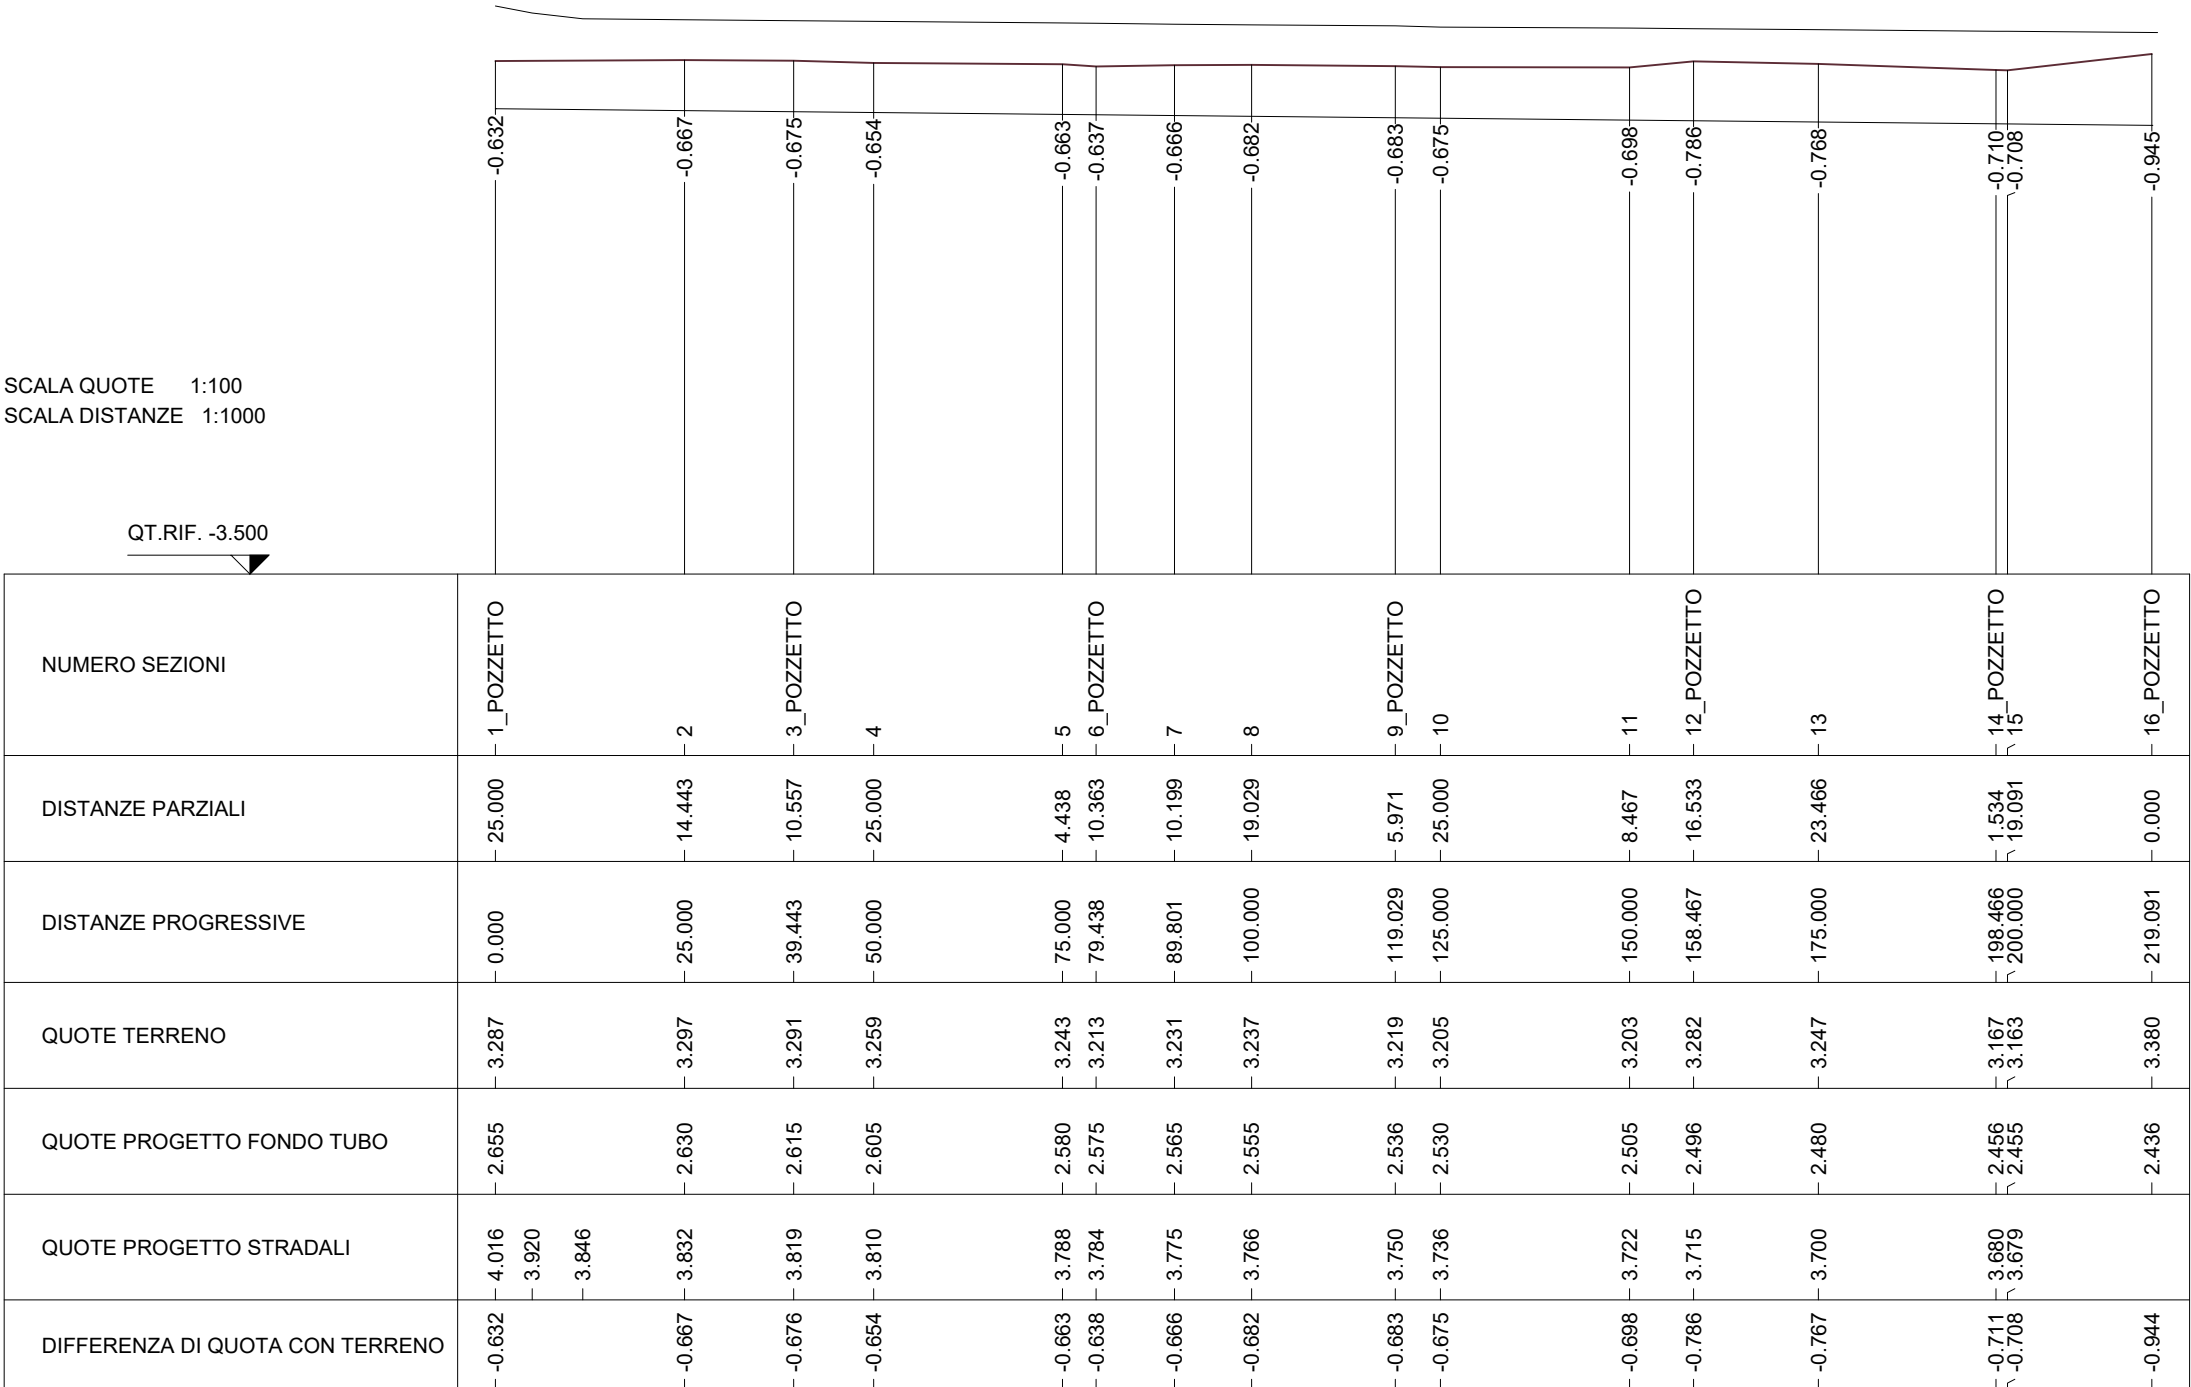 -0.632 -0.667 -0.675 -0.654 -0.663 -0.637 -0.666 -0.682 -0.683 -0.675 -0.698 -0.786 -0.768 -0.710 -0.708 -0.945
SCALA QUOTE 1:100
SCALA DISTANZE 1:1000
QT.RIF. -3.500
NUMERO SEZIONI 1_POZZETTO 2 3_POZZETTO 4 5 6_POZZETTO 7 8 9_POZZETTO 10 11 12_POZZETTO 13 14_POZZETTO 15 16_POZZETTO
DISTANZE PARZIALI 25.000 14.443 10.557 25.000 4.438 10.363 10.199 19.029 5.971 25.000 8.467 16.533 23.466 1.534 19.091 0.000
DISTANZE PROGRESSIVE 0.000 25.000 39.443 50.000 75.000 79.438 89.801 100.000 119.029 125.000 150.000 158.467 175.000 198.466 200.000 219.091
QUOTE TERRENO 3.287 3.297 3.291 3.259 3.243 3.213 3.231 3.237 3.219 3.205 3.203 3.282 3.247 3.167 3.163 3.380
QUOTE PROGETTO FONDO TUBO 2.655 2.630 2.615 2.605 2.580 2.575 2.565 2.555 2.536 2.530 2.505 2.496 2.480 2.456 2.455 2.436
QUOTE PROGETTO STRADALI 4.016 3.920 3.846 3.832 3.819 3.810 3.788 3.784 3.775 3.766 3.750 3.736 3.722 3.715 3.700 3.680 3.679
DIFFERENZA DI QUOTA CON TERRENO -0.632 -0.667 -0.676 -0.654 -0.663 -0.638 -0.666 -0.682 -0.683 -0.675 -0.698 -0.786 -0.767 -0.711 -0.708 -0.944